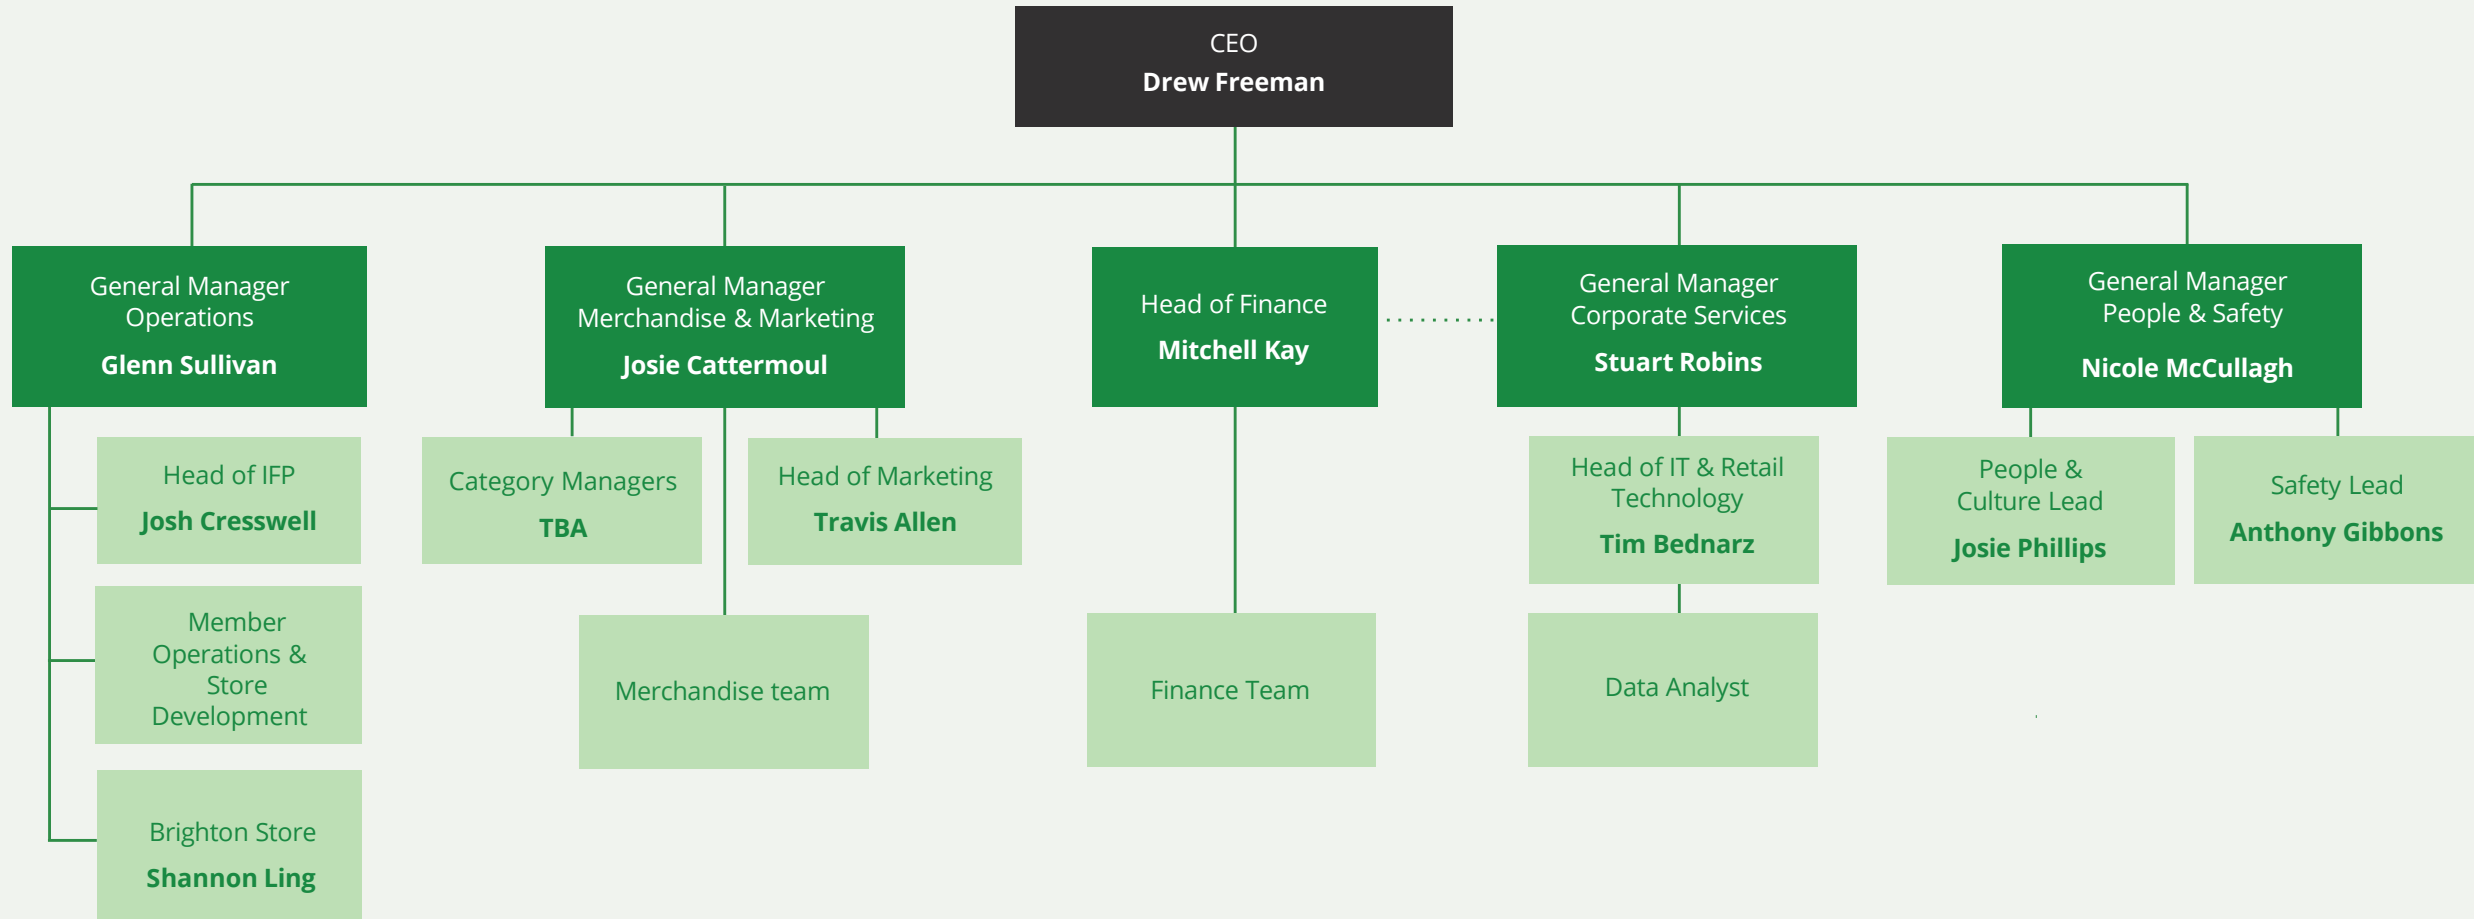 CEO
Drew Freeman
General Manager
Operations
Glenn Sullivan
General Manager
Merchandise & Marketing
Josie Cattermoul
Head of Finance
Mitchell Kay
General Manager
Corporate Services
Stuart Robins
General Manager
People & Safety
Nicole McCullagh
Head of IFP
Josh Cresswell
Category Managers
TBA
Head of Marketing
Travis Allen
Head of IT & Retail
Technology
Tim Bednarz
People &
Culture Lead
Josie Phillips
Safety Lead
Anthony Gibbons
Member
Operations &
Store
Development
Merchandise team
Finance Team
Data Analyst
Brighton Store
Shannon Ling